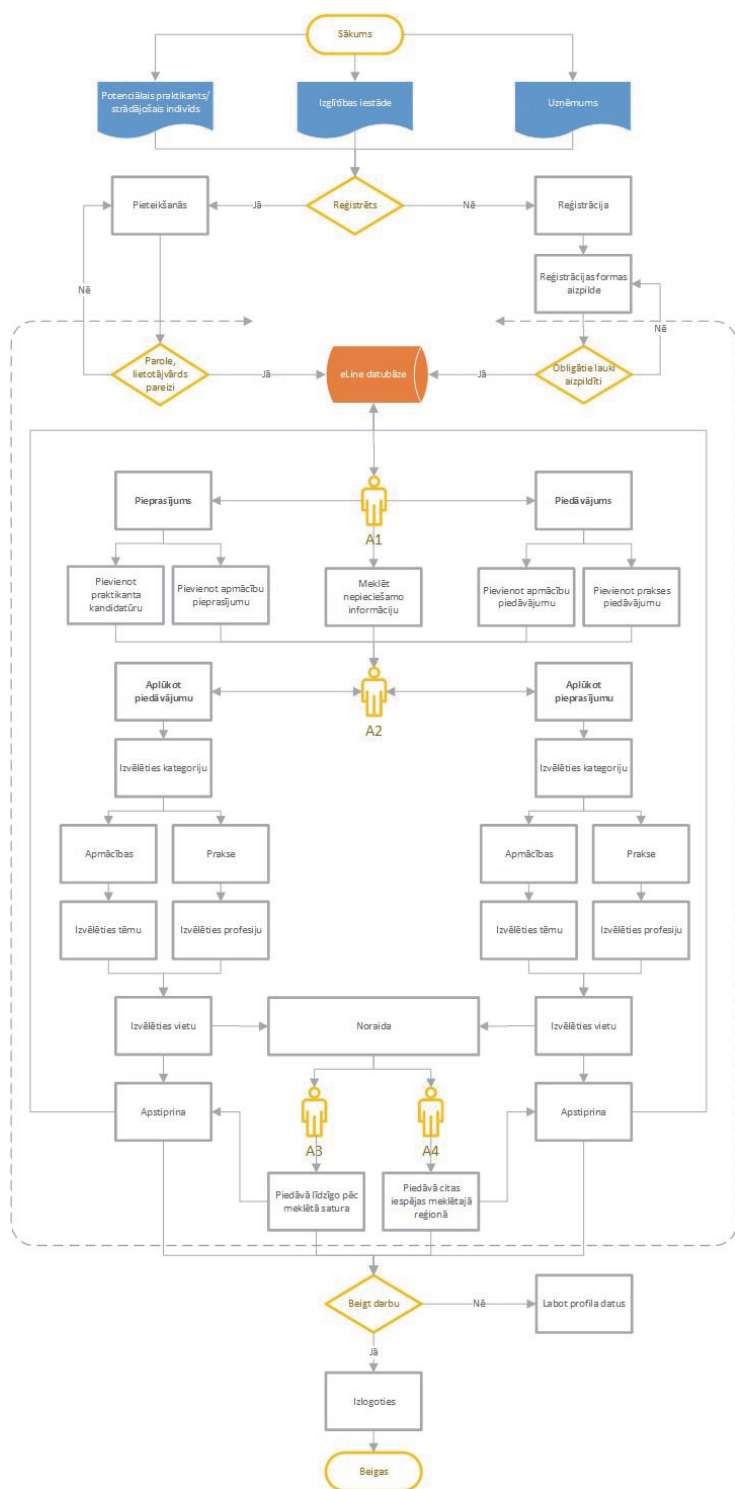 Sākums
Potenciālais praktikants/
strādājošais indivīds
Izglītības iestāde
Uzņēmums
Pieteikšanās
Jā
Reģistrēts
Nē
Reģistrācija
Reģistrācijas formas
aizpilde
Nē
Nē
Parole,
lietotājvārds
pareizi
Jā
eLine datubāze
Jā
Obligātie lauki
aizpildīti
Pieprasījums
A1
Piedāvājums
Pievienot
praktikanta
kandidatūru
Pievienot apmācību
pieprasījumu
Meklēt
nepieciešamo
informāciju
Pievienot apmācību
piedāvājumu
Pievienot prakses
piedāvājumu
Aplūkot
piedāvājumu
A2
Aplūkot
pieprasījumu
Izvēlēties kategoriju
Izvēlēties kategoriju
Apmācības
Prakse
Apmācības
Prakse
Izvēlēties tēmu
Izvēlēties profesiju
Izvēlēties tēmu
Izvēlēties profesiju
Izvēlēties vietu
Noraida
Izvēlēties vietu
Apstiprina
A3
A4
Apstiprina
Piedāvā līdzīgo pēc
meklētā satura
Piedāvā citas
iespējas meklētajā
reģionā
Beigt darbu
Nē
Labot profila datus
Jā
Izlogoties
Beigas